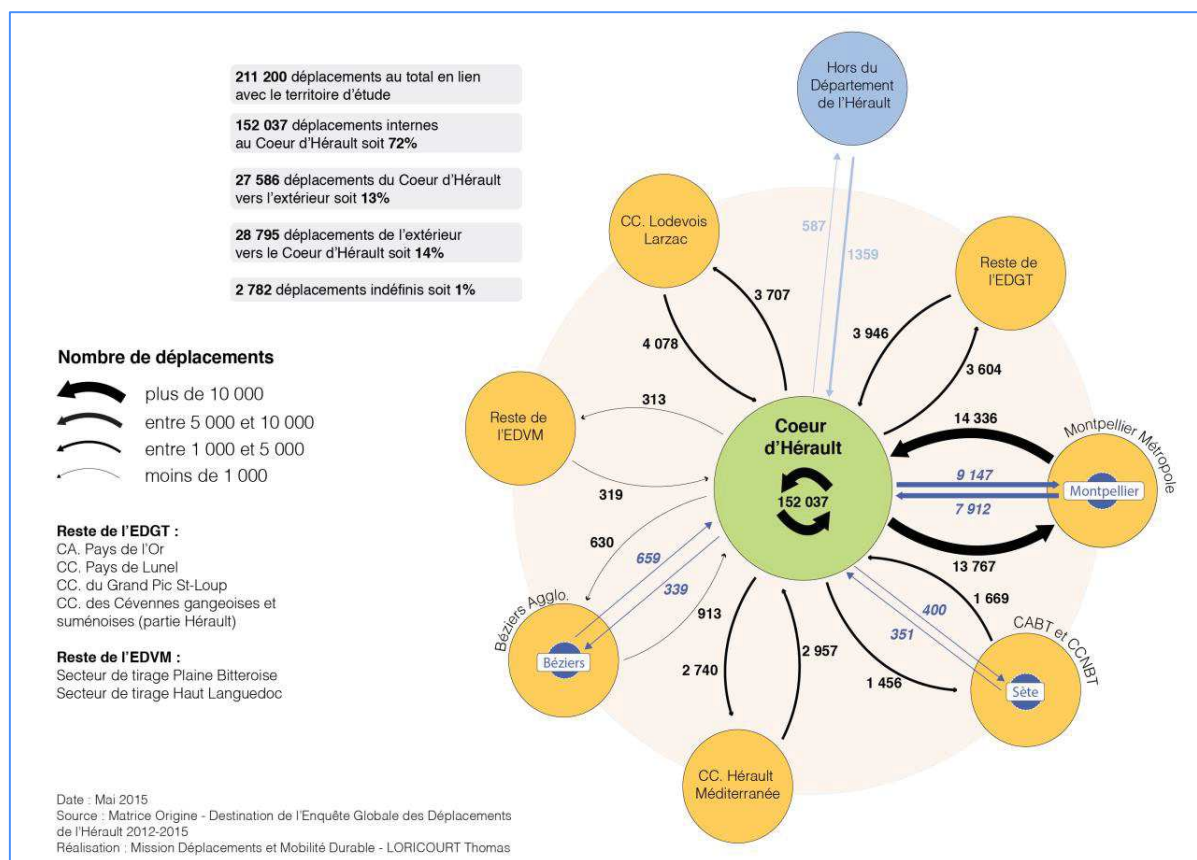 211 200 déplacements au total en lien
avec le territoire d'étude
152 037 déplacements internes
au Coeur d'Hérault soit 72%
27 586 déplacements du Coeur d'Hérault
vers l'extérieur soit 13%
28 795 déplacements de l'extérieur
vers le Coeur d'Hérault soit 14%
2 782 déplacements indéfinis soit 1%
Nombre de déplacements
plus de 10 000
entre 5 000 et 10 000
entre 1 000 et 5 000
moins de 1 000
Reste de l'EDGT :
CA. Pays de l'Or
CC. Pays de Lunel
CC. du Grand Pic St-Loup
CC. des Cévennes gangeoises et
suménoises (partie Hérault)
Reste de l'EDVM :
Secteur de tirage Plaine Bitteroise
Secteur de tirage Haut Languedoc
Date : Mai 2015
Source : Matrice Origine - Destination de l'Enquête Globale des Déplacements
de l'Hérault 2012-2015
Réalisation : Mission Déplacements et Mobilité Durable - LORICOURT Thomas
Hors du
Département
de l'Hérault
587
1359
CC. Lodevois
Larzac
3 707
4 078
Reste de
l'EDGT
3 946
3 604
Reste de
l'EDVM
313
319
Coeur
d'Hérault
152 037
14 336
Montpellier Métropole
9 147
Montpellier
7 912
13 767
630
659
339
913
Béziers Agglo.
Béziers
2 740
2 957
CC. Hérault
Méditerranée
1 669
400
351
1 456
CABT et CCNBT
Sète